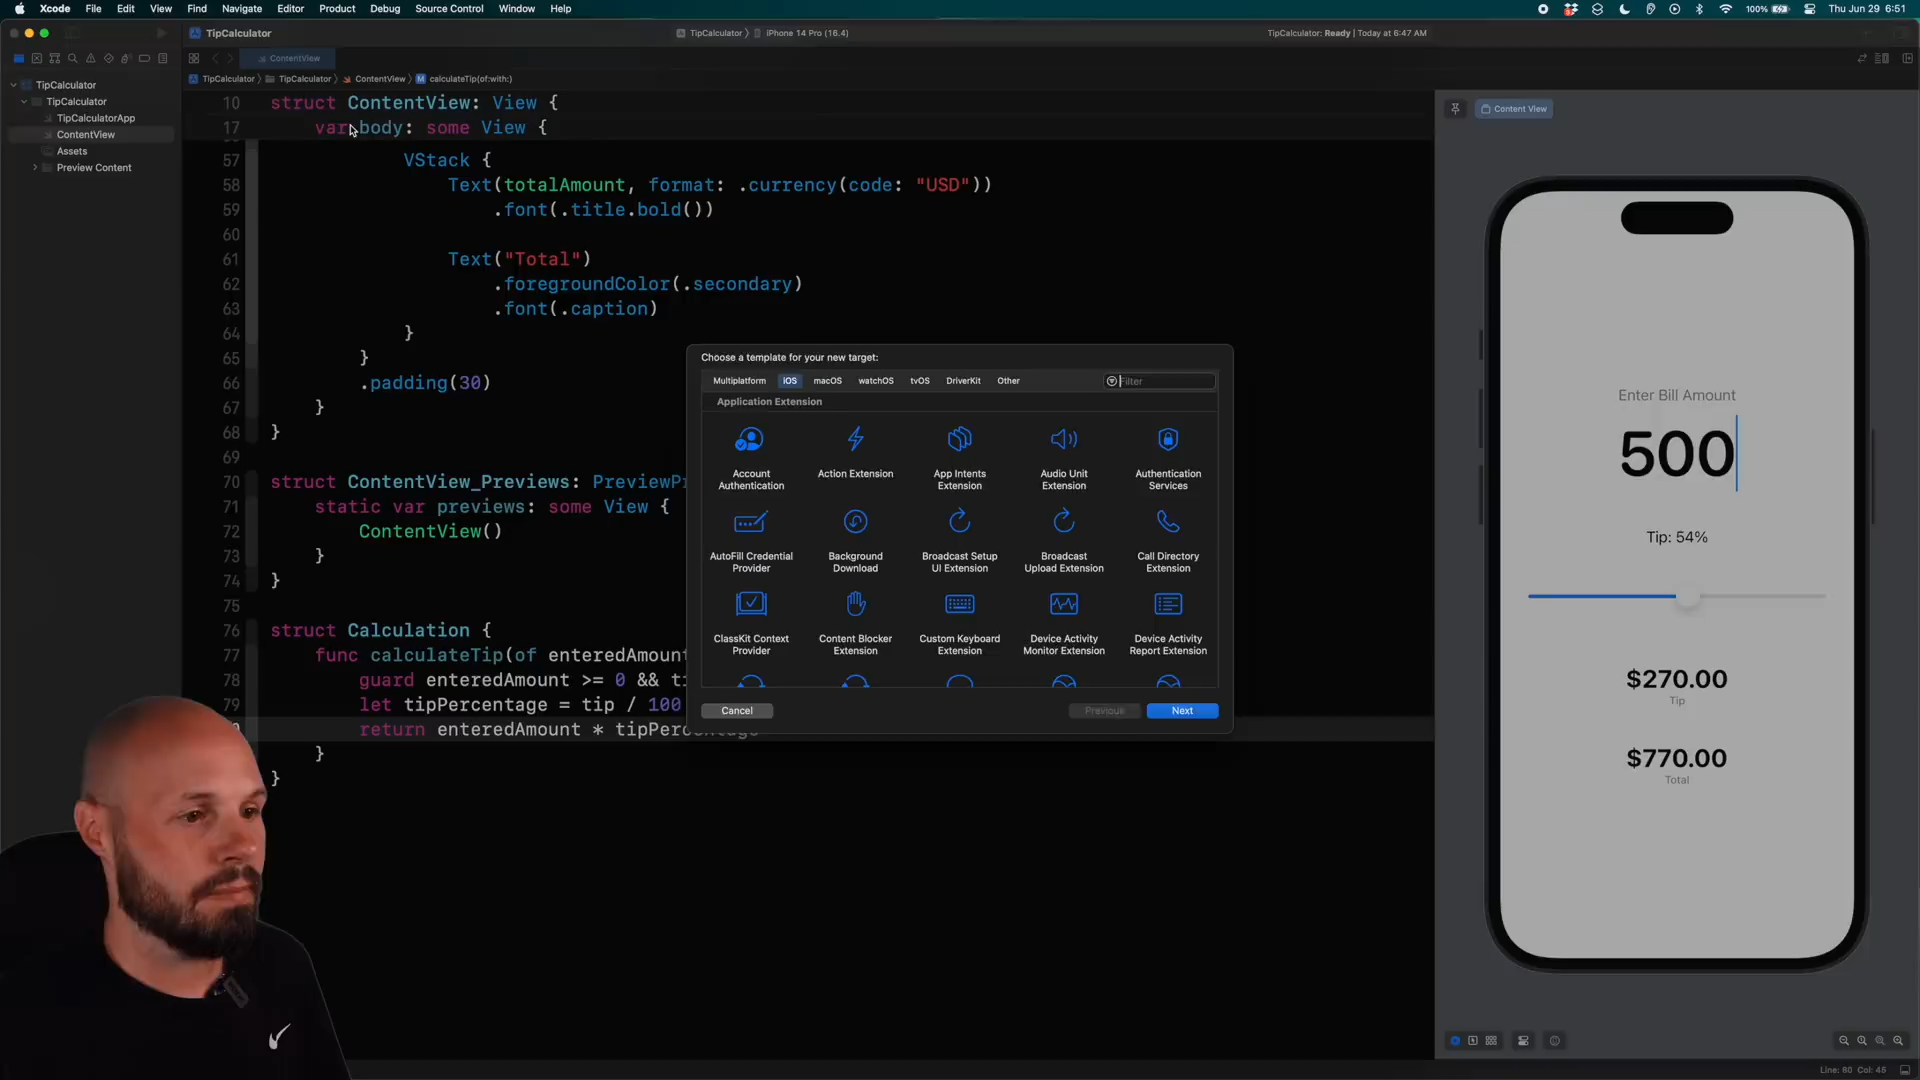 Xcode File Edit View Find Navigate Editor Product Debug Source Control Window Help
100% Thu Jun 29 6:51
TipCalculator
TipCalculator
iPhone 14 Pro (16.4)
TipCalculator: Ready | Today at 6:47 AM
ContentView
TipCalculator
TipCalculator
ContentView
calculateTip(of:with:)
TipCalculator
TipCalculator
TipCalculatorApp
ContentView
Assets
Preview Content
10 struct ContentView: View {
17 var body: some View {
57 VStack {
58 Text(totalAmount, format: .currency(code: "USD"))
59 .font(.title.bold())
60
61 Text("Total")
62 .foregroundColor(.secondary)
63 .font(.caption)
64 }
65 }
66 .padding(30)
67 }
68 }
69
70 struct ContentView_Previews: PreviewPr
71 static var previews: some View {
72 ContentView()
73 }
74 }
75
76 struct Calculation {
77 func calculateTip(of enteredAmount
78 guard enteredAmount >= 0 && ti
79 let tipPercentage = tip / 100
return enteredAmount * tipPercentage
}
}
Choose a template for your new target:
Multiplatform iOS macOS watchOS tvOS DriverKit Other
Filter
Application Extension
Account Authentication
Action Extension
App Intents Extension
Audio Unit Extension
Authentication Services
AutoFill Credential Provider
Background Download
Broadcast Setup UI Extension
Broadcast Upload Extension
Call Directory Extension
ClassKit Context Provider
Content Blocker Extension
Custom Keyboard Extension
Device Activity Monitor Extension
Device Activity Report Extension
Cancel
Previous
Next
Content View
Enter Bill Amount
500
Tip: 54%
$270.00
Tip
$770.00
Total
Line: 80 Col: 45